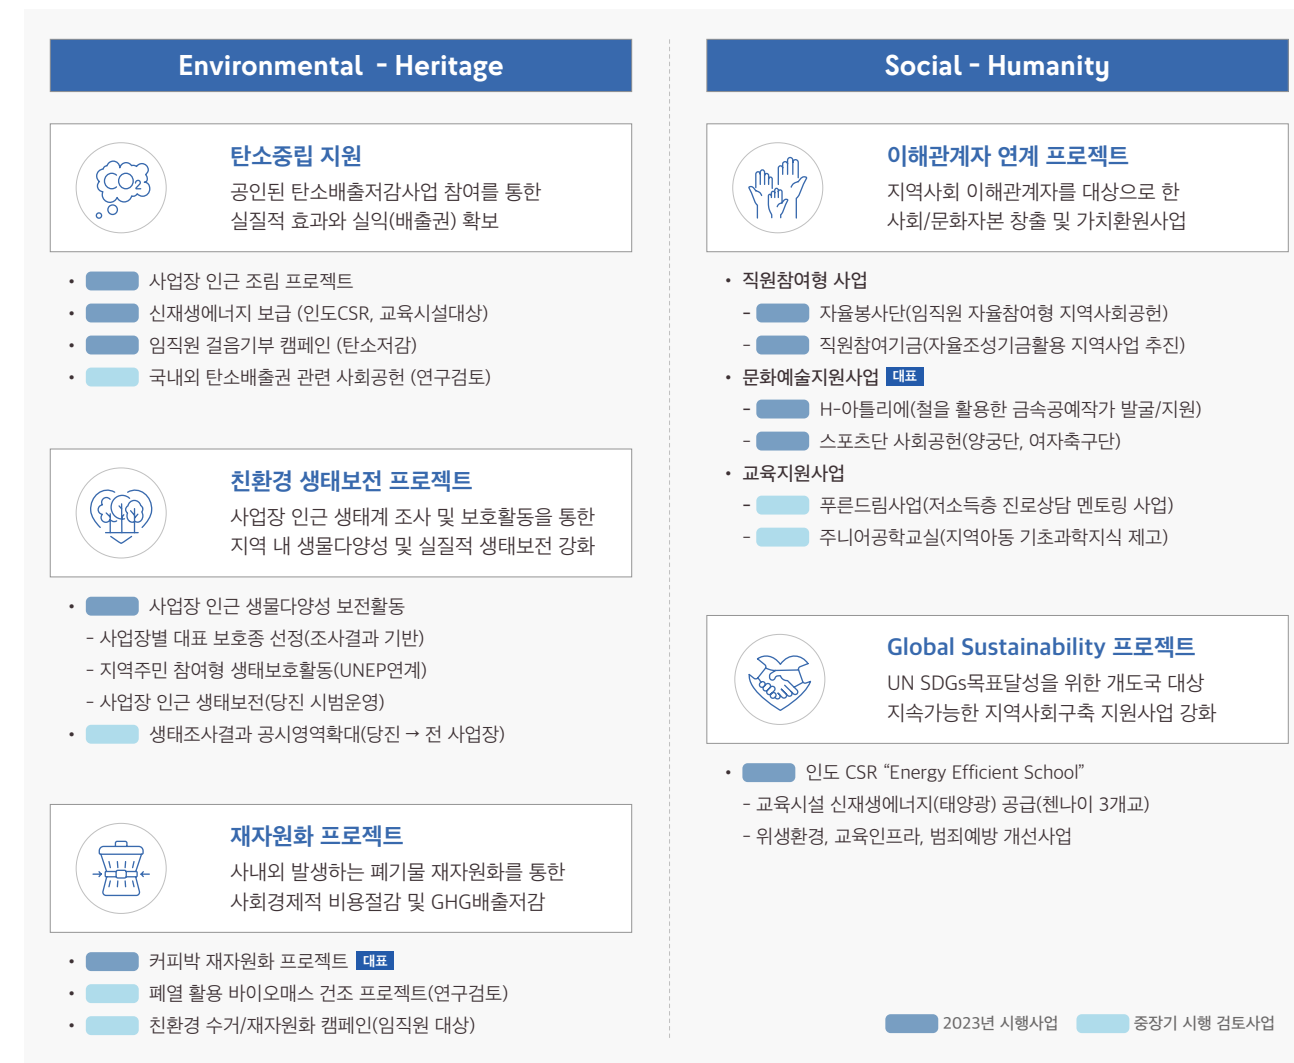 Environmental - Heritage
탄소중립 지원
CO2
공인된 탄소배출저감사업 참여를 통한
실질적 효과와 실익(배출권) 확보
• 사업장 인근 조림 프로젝트
• 신재생에너지 보급 (인도CSR, 교육시설대상)
• 임직원 걸음기부 캠페인 (탄소저감)
• 국내외 탄소배출권 관련 사회공헌 (연구검토)
친환경 생태보전 프로젝트
사업장 인근 생태계 조사 및 보호활동을 통한
지역 내 생물다양성 및 실질적 생태보전 강화
• 사업장 인근 생물다양성 보전활동
- 사업장별 대표 보호종 선정(조사결과 기반)
- 지역주민 참여형 생태보호활동(UNEP연계)
- 사업장 인근 생태보전(당진 시범운영)
• 생태조사결과 공시영역확대(당진 → 전 사업장)
재자원화 프로젝트
사내외 발생하는 폐기물 재자원화를 통한
사회경제적 비용절감 및 GHG배출저감
• 커피박 재자원화 프로젝트 대표
• 폐열 활용 바이오매스 건조 프로젝트(연구검토)
• 친환경 수거/재자원화 캠페인(임직원 대상)
Social - Humanity
이해관계자 연계 프로젝트
지역사회 이해관계자를 대상으로 한
사회/문화자본 창출 및 가치환원사업
• 직원참여형 사업
- 자율봉사단(임직원 자율참여형 지역사회공헌)
- 직원참여기금(자율조성기금활용 지역사업 추진)
• 문화예술지원사업 대표
- H-아틀리에(철을 활용한 금속공예작가 발굴/지원)
- 스포츠단 사회공헌(양궁단, 여자축구단)
• 교육지원사업
- 푸른드림사업(저소득층 진로상담 멘토링 사업)
- 주니어공학교실(지역아동 기초과학지식 제고)
Global Sustainability 프로젝트
UN SDGs목표달성을 위한 개도국 대상
지속가능한 지역사회구축 지원사업 강화
• 인도 CSR “Energy Efficient School”
- 교육시설 신재생에너지(태양광) 공급(첸나이 3개교)
- 위생환경, 교육인프라, 범죄예방 개선사업
2023년 시행사업 중장기 시행 검토사업